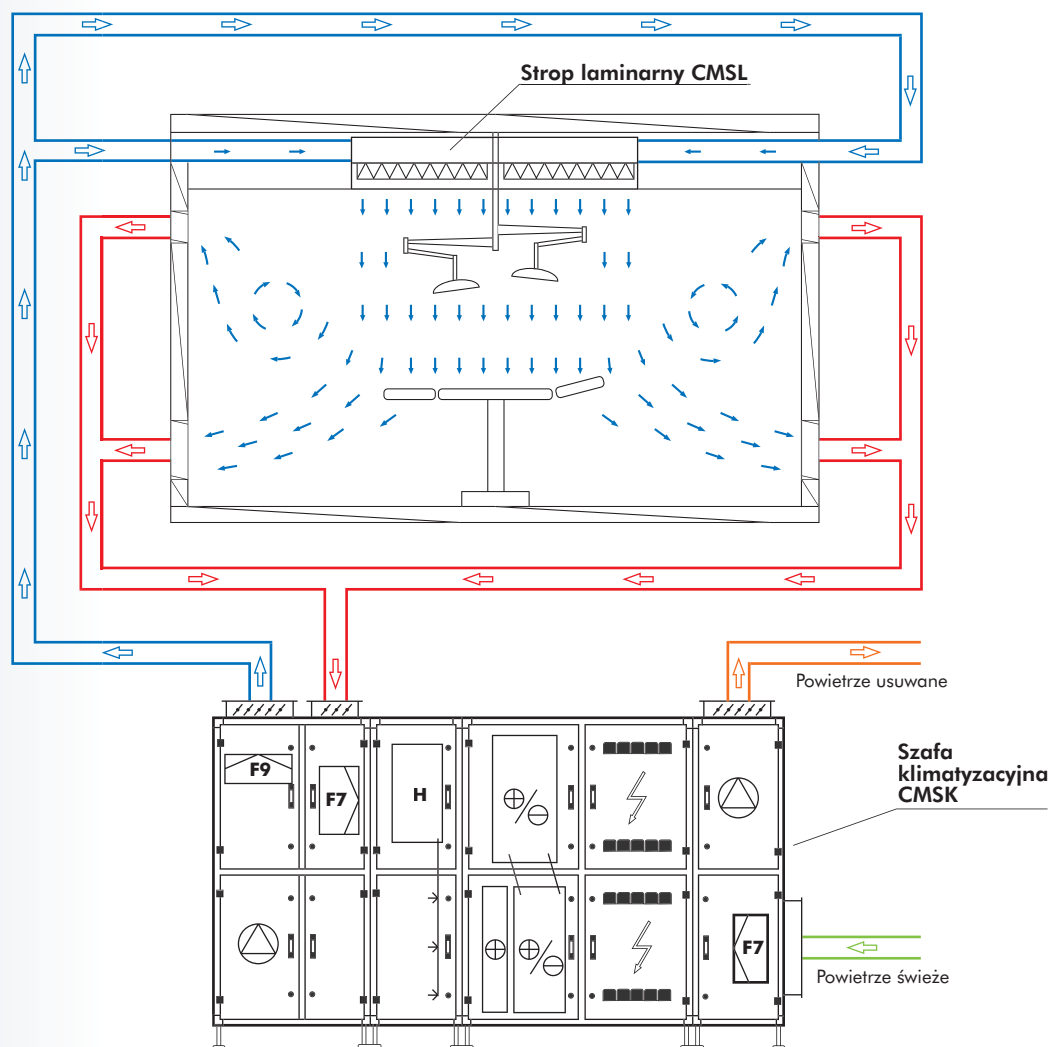 Strop laminarny CMSL
Powietrze usuwane
Szafa
klimatyzacyjna
CMSK
F9
F7
H
F7
Powietrze świeże